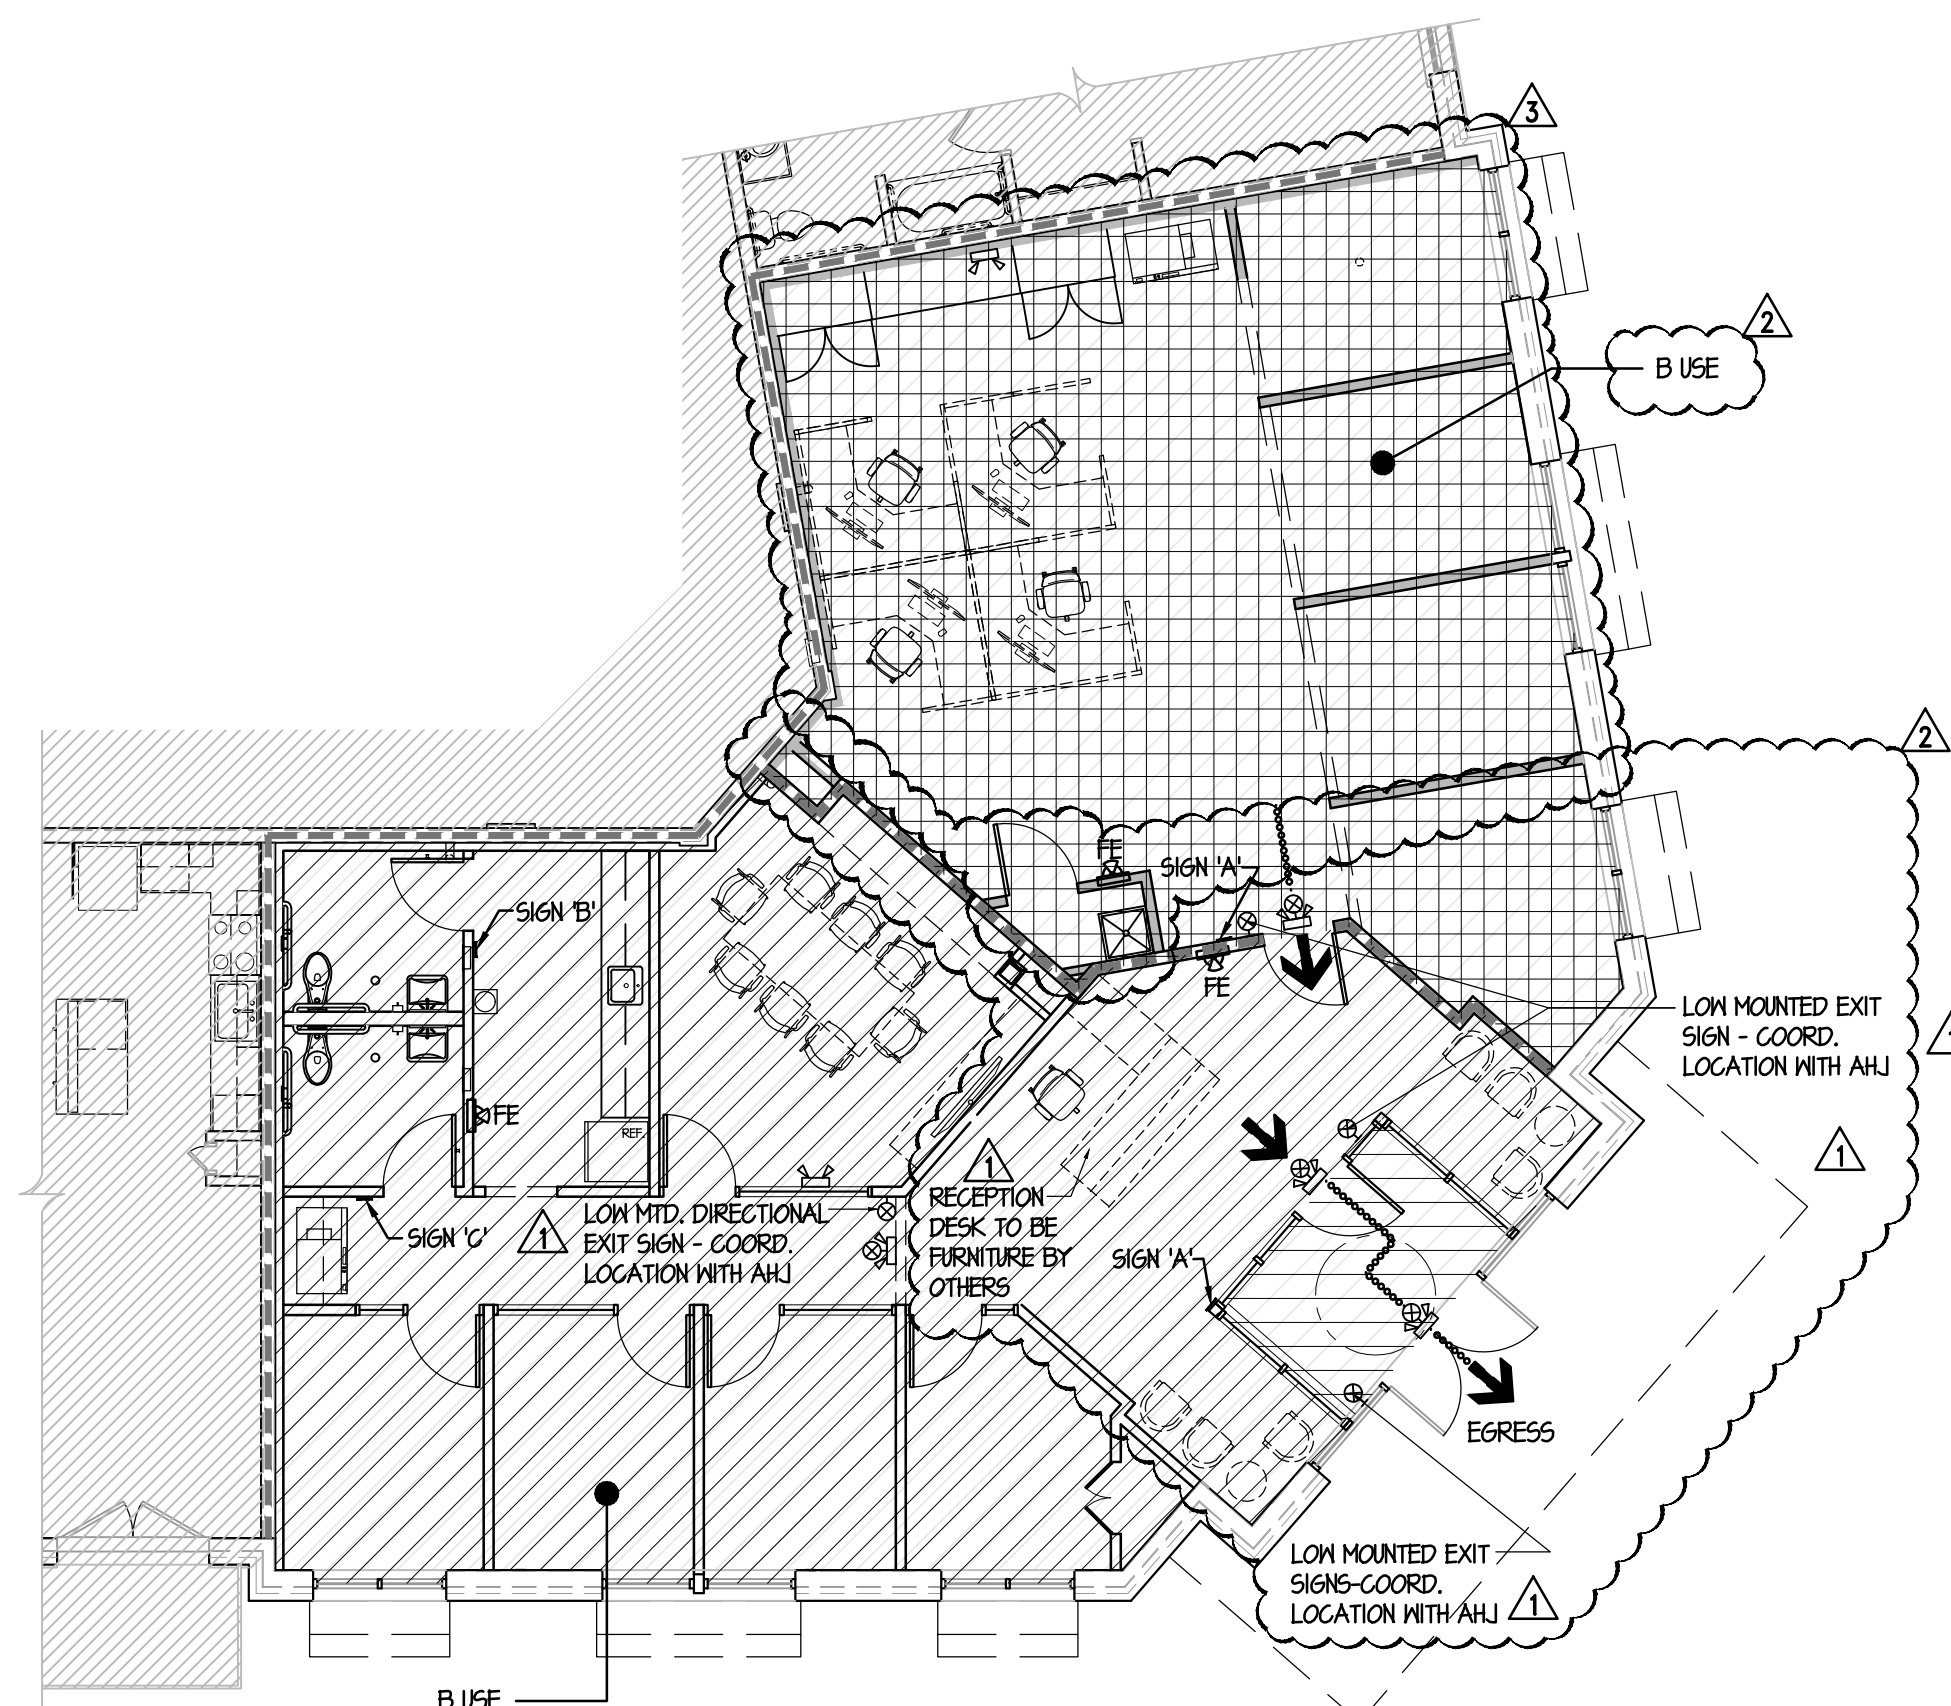 3
2
B USE
2
FE
SIGN 'A'
SIGN 'B'
FE
LOW MOUNTED EXIT
SIGN - COORD.
LOCATION WITH AHJ
FE
REF.
1
1
RECEPTION
DESK TO BE
FURNITURE BY
OTHERS
1
LOW MTD. DIRECTIONAL
EXIT SIGN - COORD.
LOCATION WITH AHJ
SIGN 'C'
SIGN 'A'
EGRESS
LOW MOUNTED EXIT
SIGNS-COORD.
LOCATION WITH AHJ
1
B USE